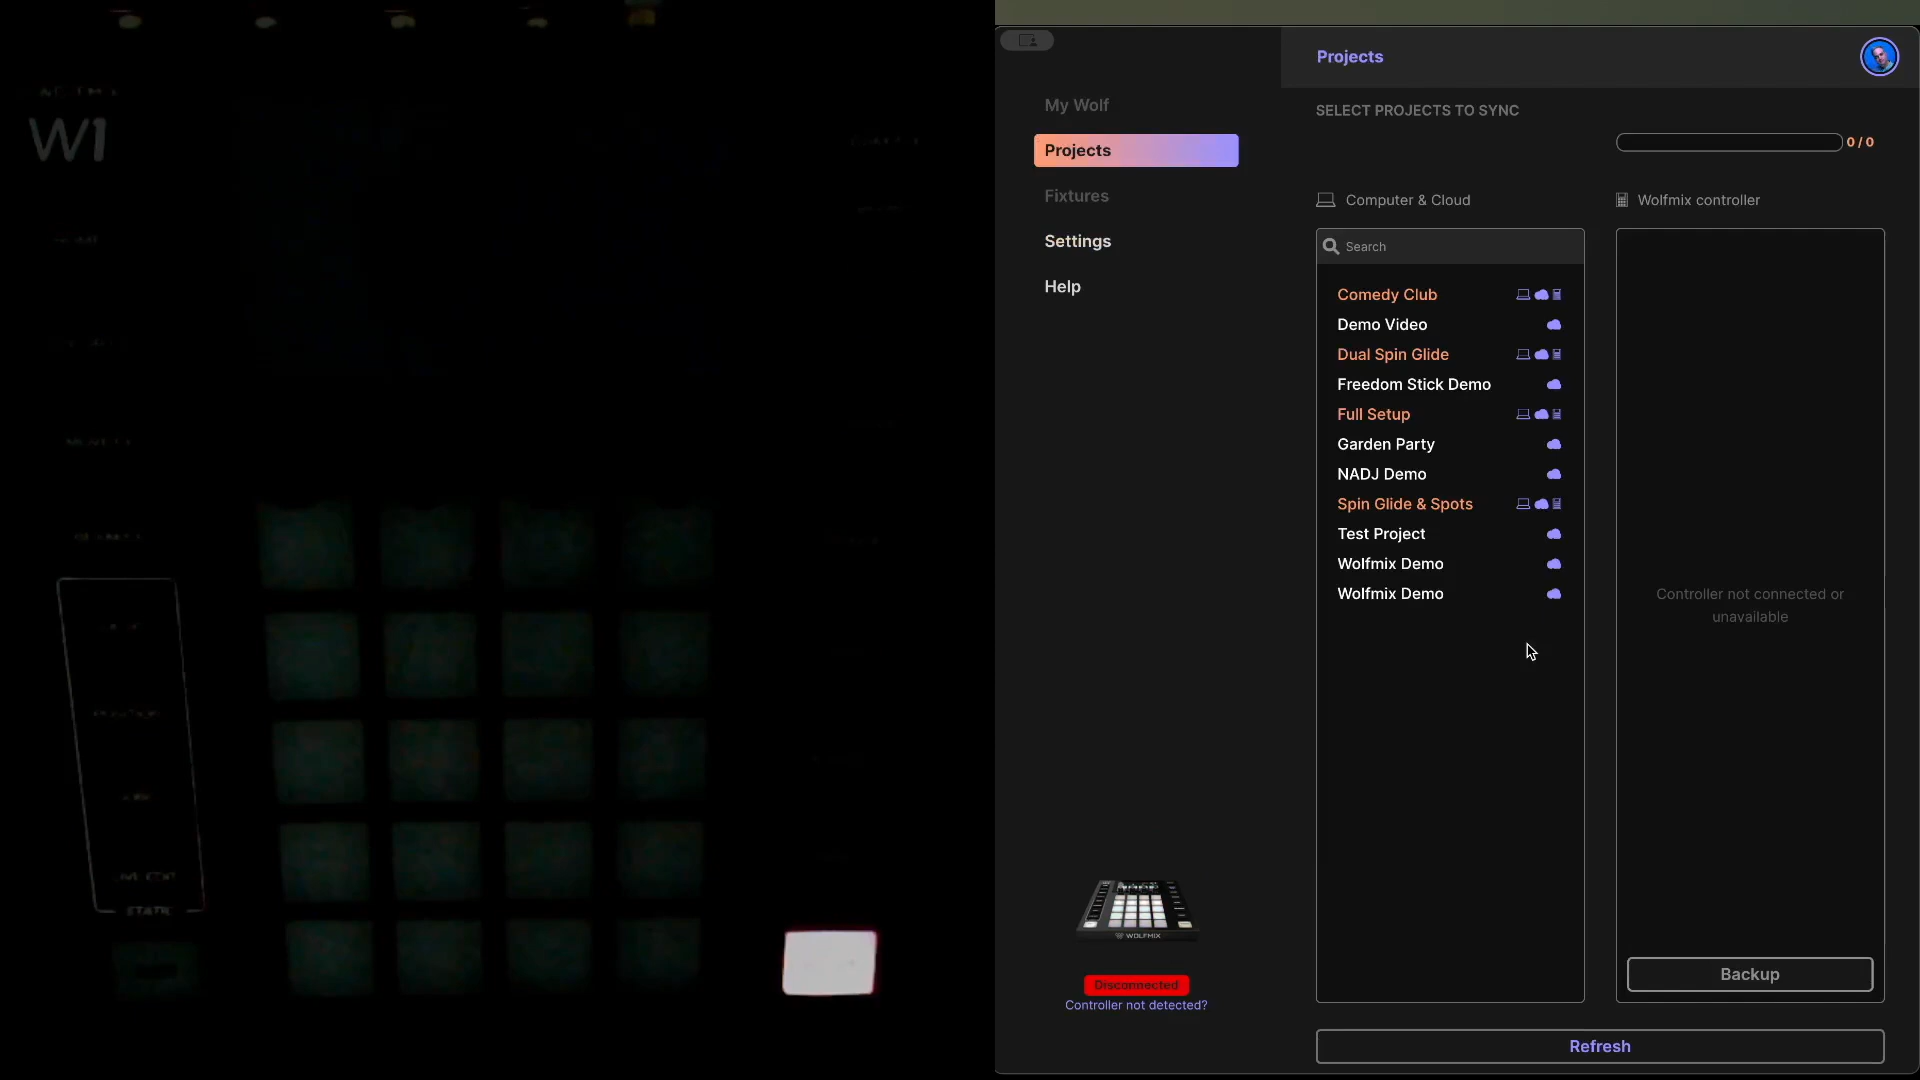 W1
Projects
My Wolf
Projects
Fixtures
Settings
Help
SELECT PROJECTS TO SYNC
0 / 0
Computer & Cloud
Wolfmix controller
Search
Comedy Club
Demo Video
Dual Spin Glide
Freedom Stick Demo
Full Setup
Garden Party
NADJ Demo
Spin Glide & Spots
Test Project
Wolfmix Demo
Wolfmix Demo
Controller not connected or
unavailable
Backup
WOLFMIX
Disconnected
Controller not detected?
Refresh
STATIC